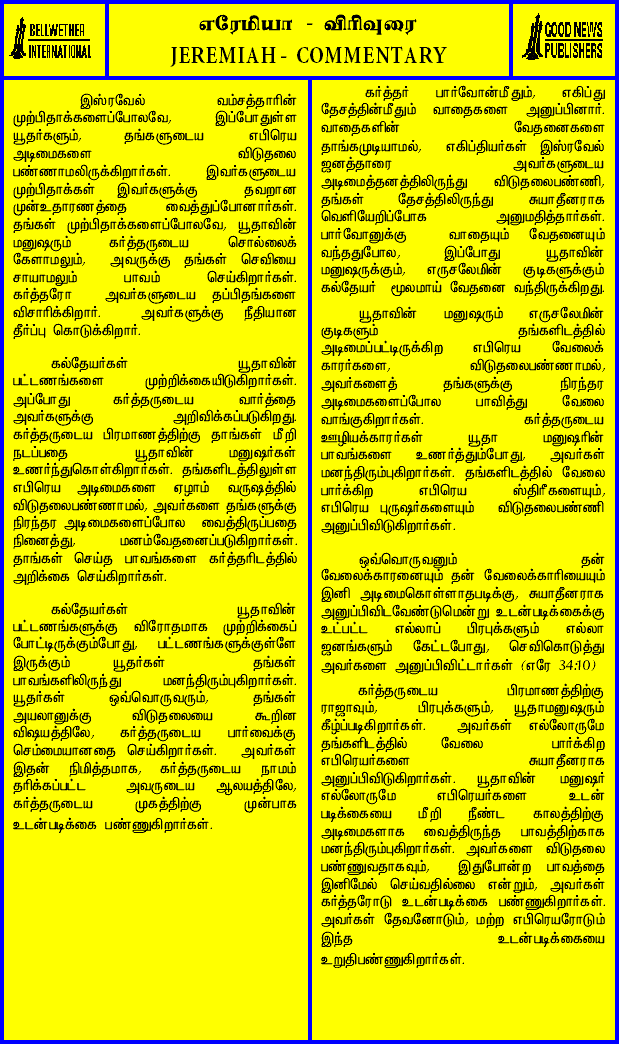 BELLWETHER
INTERNATIONAL
எரேமியா - விரிவுரை
JEREMIAH - COMMENTARY
GOOD NEWS
PUBLISHERS
இஸ்ரவேல் வம்சத்தாரின்
முற்பிதாக்களைப்போலவே, இப்போதுள்ள
யூதர்களும், தங்களுடைய எபிரெய
அடிமைகளை விடுதலை
பண்ணாமலிருக்கிறார்கள். இவர்களுடைய
முற்பிதாக்கள் இவர்களுக்கு தவறான
முன்உதாரணத்தை வைத்துப்போனார்கள்.
தங்கள் முற்பிதாக்களைப்போலவே, யூதாவின்
மனுஷரும் கர்த்தருடைய சொல்லைக்
கேளாமலும், அவருக்கு தங்கள் செவியை
சாயாமலும் பாவம் செய்கிறார்கள்.
கர்த்தரோ அவர்களுடைய தப்பிதங்களை
விசாரிக்கிறார். அவர்களுக்கு நீதியான
தீர்ப்பு கொடுக்கிறார்.
கல்தேயர்கள் யூதாவின்
பட்டணங்களை முற்றிக்கையிடுகிறார்கள்.
அப்போது கர்த்தருடைய வார்த்தை
அவர்களுக்கு அறிவிக்கப்படுகிறது.
கர்த்தருடைய பிரமாணத்திற்கு தாங்கள் மீறி
நடப்பதை யூதாவின் மனுஷர்கள்
உணர்ந்துகொள்கிறார்கள். தங்களிடத்திலுள்ள
எபிரெய அடிமைகளை ஏழாம் வருஷத்தில்
விடுதலைபண்ணாமல், அவர்களை தங்களுக்கு
நிரந்தர அடிமைகளைப்போல வைத்திருப்பதை
நினைத்து, மனம்வேதனைப்படுகிறார்கள்.
தாங்கள் செய்த பாவங்களை கர்த்தரிடத்தில்
அறிக்கை செய்கிறார்கள்.
கல்தேயர்கள் யூதாவின்
பட்டணங்களுக்கு விரோதமாக முற்றிக்கைப்
போட்டிருக்கும்போது, பட்டணங்களுக்குள்ளே
இருக்கும் யூதர்கள் தங்கள்
பாவங்களிலிருந்து மனந்திரும்புகிறார்கள்.
யூதர்கள் ஒவ்வொருவரும், தங்கள்
அயலானுக்கு விடுதலையை கூறின
விஷயத்திலே, கர்த்தருடைய பார்வைக்கு
செம்மையானதை செய்கிறார்கள். அவர்கள்
இதன் நிமித்தமாக, கர்த்தருடைய நாமம்
தரிக்கப்பட்ட அவருடைய ஆலயத்திலே,
கர்த்தருடைய முகத்திற்கு முன்பாக
உடன்படிக்கை பண்ணுகிறார்கள்.
கர்த்தர் பார்வோன்மீதும், எகிப்து
தேசத்தின்மீதும் வாதைகளை அனுப்பினார்.
வாதைகளின் வேதனைகளை
தாங்கமுடியாமல், எகிப்தியர்கள் இஸ்ரவேல்
ஜனத்தாரை அவர்களுடைய
அடிமைத்தனத்திலிருந்து விடுதலைபண்ணி,
தங்கள் தேசத்திலிருந்து சுயாதீனராக
வெளியேறிப்போக அனுமதித்தார்கள்.
பார்வோனுக்கு வாதையும் வேதனையும்
வந்ததுபோல, இப்போது யூதாவின்
மனுஷருக்கும், எருசலேமின் குடிகளுக்கும்
கல்தேயர் மூலமாய் வேதனை வந்திருக்கிறது.
யூதாவின் மனுஷரும் எருசலேமின்
குடிகளும் தங்களிடத்தில்
அடிமைப்பட்டிருக்கிற எபிரெய வேலைக்
காரர்களை, விடுதலைபண்ணாமல்,
அவர்களைத் தங்களுக்கு நிரந்தர
அடிமைகளைப்போல பாவித்து வேலை
வாங்குகிறார்கள். கர்த்தருடைய
ஊழியக்காரர்கள் யூதா மனுஷரின்
பாவங்களை உணர்த்தும்போது, அவர்கள்
மனந்திரும்புகிறார்கள். தங்களிடத்தில் வேலை
பார்க்கிற எபிரெய ஸ்திரீகளையும்,
எபிரெய புருஷர்களையும் விடுதலைபண்ணி
அனுப்பிவிடுகிறார்கள்.
ஒவ்வொருவனும் தன்
வேலைக்காரனையும் தன் வேலைக்காரியையும்
இனி அடிமைகொள்ளாதபடிக்கு, சுயாதீனராக
அனுப்பிவிடவேண்டுமென்று உடன்படிக்கைக்கு
உட்பட்ட எல்லாப் பிரபுக்களும் எல்லா
ஜனங்களும் கேட்டபோது, செவிகொடுத்து
அவர்களை அனுப்பிவிட்டார்கள் (எரே 34:10)
கர்த்தருடைய பிரமாணத்திற்கு
ராஜாவும், பிரபுக்களும், யூதாமனுஷரும்
கீழ்ப்படிகிறார்கள். அவர்கள் எல்லோருமே
தங்களிடத்தில் வேலை பார்க்கிற
எபிரெயர்களை சுயாதீனராக
அனுப்பிவிடுகிறார்கள். யூதாவின் மனுஷர்
எல்லோருமே எபிரெயர்களை உடன்
படிக்கையை மீறி நீண்ட காலத்திற்கு
அடிமைகளாக வைத்திருந்த பாவத்திற்காக
மனந்திரும்புகிறார்கள். அவர்களை விடுதலை
பண்ணுவதாகவும், இதுபோன்ற பாவத்தை
இனிமேல் செய்வதில்லை என்றும், அவர்கள்
கர்த்தரோடு உடன்படிக்கை பண்ணுகிறார்கள்.
அவர்கள் தேவனோடும், மற்ற எபிரெயரோடும்
இந்த உடன்படிக்கையை
உறுதிபண்ணுகிறார்கள்.